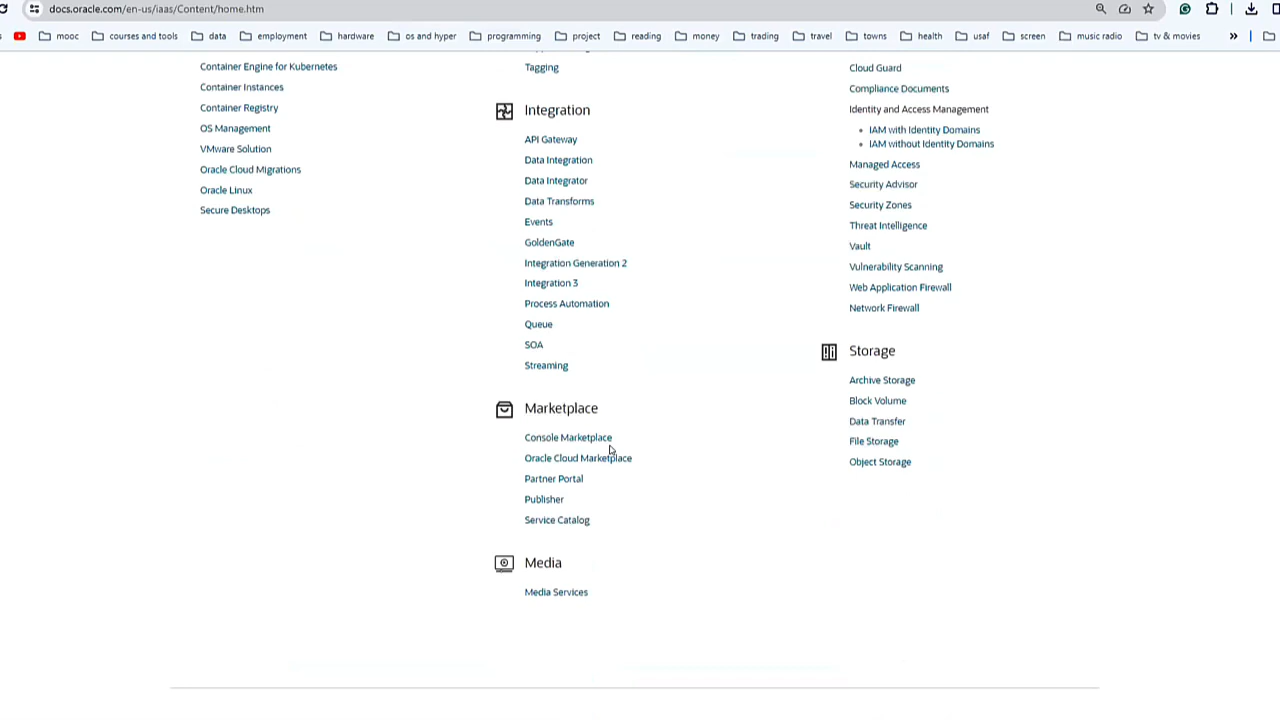 docs.oracle.com/en-us/iaas/Content/home.htm
mooc courses and tools data employment hardware os and hyper programming project reading money trading travel towns health usaf screen music radio tv & movies »
Container Engine for Kubernetes
Container Instances
Container Registry
OS Management
VMware Solution
Oracle Cloud Migrations
Oracle Linux
Secure Desktops
Tagging
Integration
API Gateway
Data Integration
Data Integrator
Data Transforms
Events
GoldenGate
Integration Generation 2
Integration 3
Process Automation
Queue
SOA
Streaming
Marketplace
Console Marketplace
Oracle Cloud Marketplace
Partner Portal
Publisher
Service Catalog
Media
Media Services
Cloud Guard
Compliance Documents
Identity and Access Management
IAM with Identity Domains
IAM without Identity Domains
Managed Access
Security Advisor
Security Zones
Threat Intelligence
Vault
Vulnerability Scanning
Web Application Firewall
Network Firewall
Storage
Archive Storage
Block Volume
Data Transfer
File Storage
Object Storage